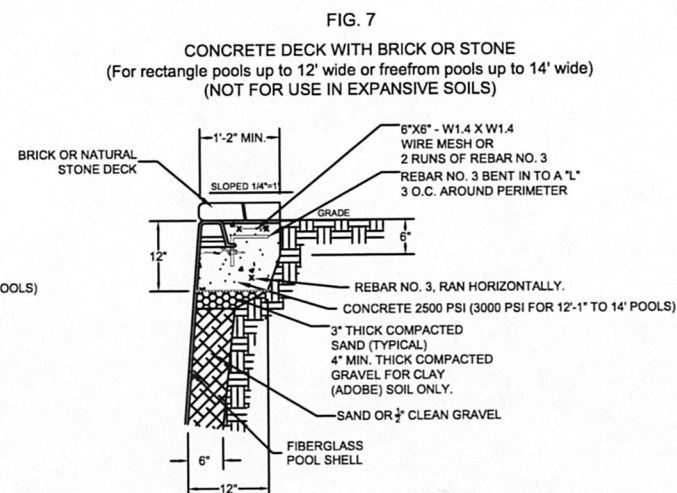 FIG. 7
CONCRETE DECK WITH BRICK OR STONE
(For rectangle pools up to 12' wide or freefrom pools up to 14' wide)
(NOT FOR USE IN EXPANSIVE SOILS)
1'-2" MIN.
6"X6" - W1.4 X W1.4
WIRE MESH OR
2 RUNS OF REBAR NO. 3
BRICK OR NATURAL
STONE DECK
REBAR NO. 3 BENT IN TO A "L"
3 O.C. AROUND PERIMETER
SLOPED 1/4"=1'
GRADE
12"
6"
OOLS)
REBAR NO. 3, RAN HORIZONTALLY.
CONCRETE 2500 PSI (3000 PSI FOR 12'-1" TO 14' POOLS)
3" THICK COMPACTED
SAND (TYPICAL)
4" MIN. THICK COMPACTED
GRAVEL FOR CLAY
(ADOBE) SOIL ONLY.
SAND OR ½" CLEAN GRAVEL
FIBERGLASS
POOL SHELL
6"
12"